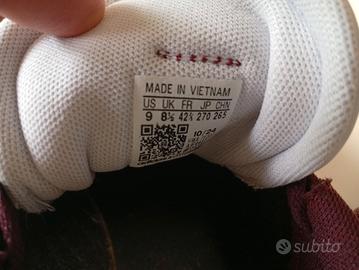 MADE IN VIETNAM
US UK FR JP CHN
9 8½ 42⅔ 270 265
10/24
subito